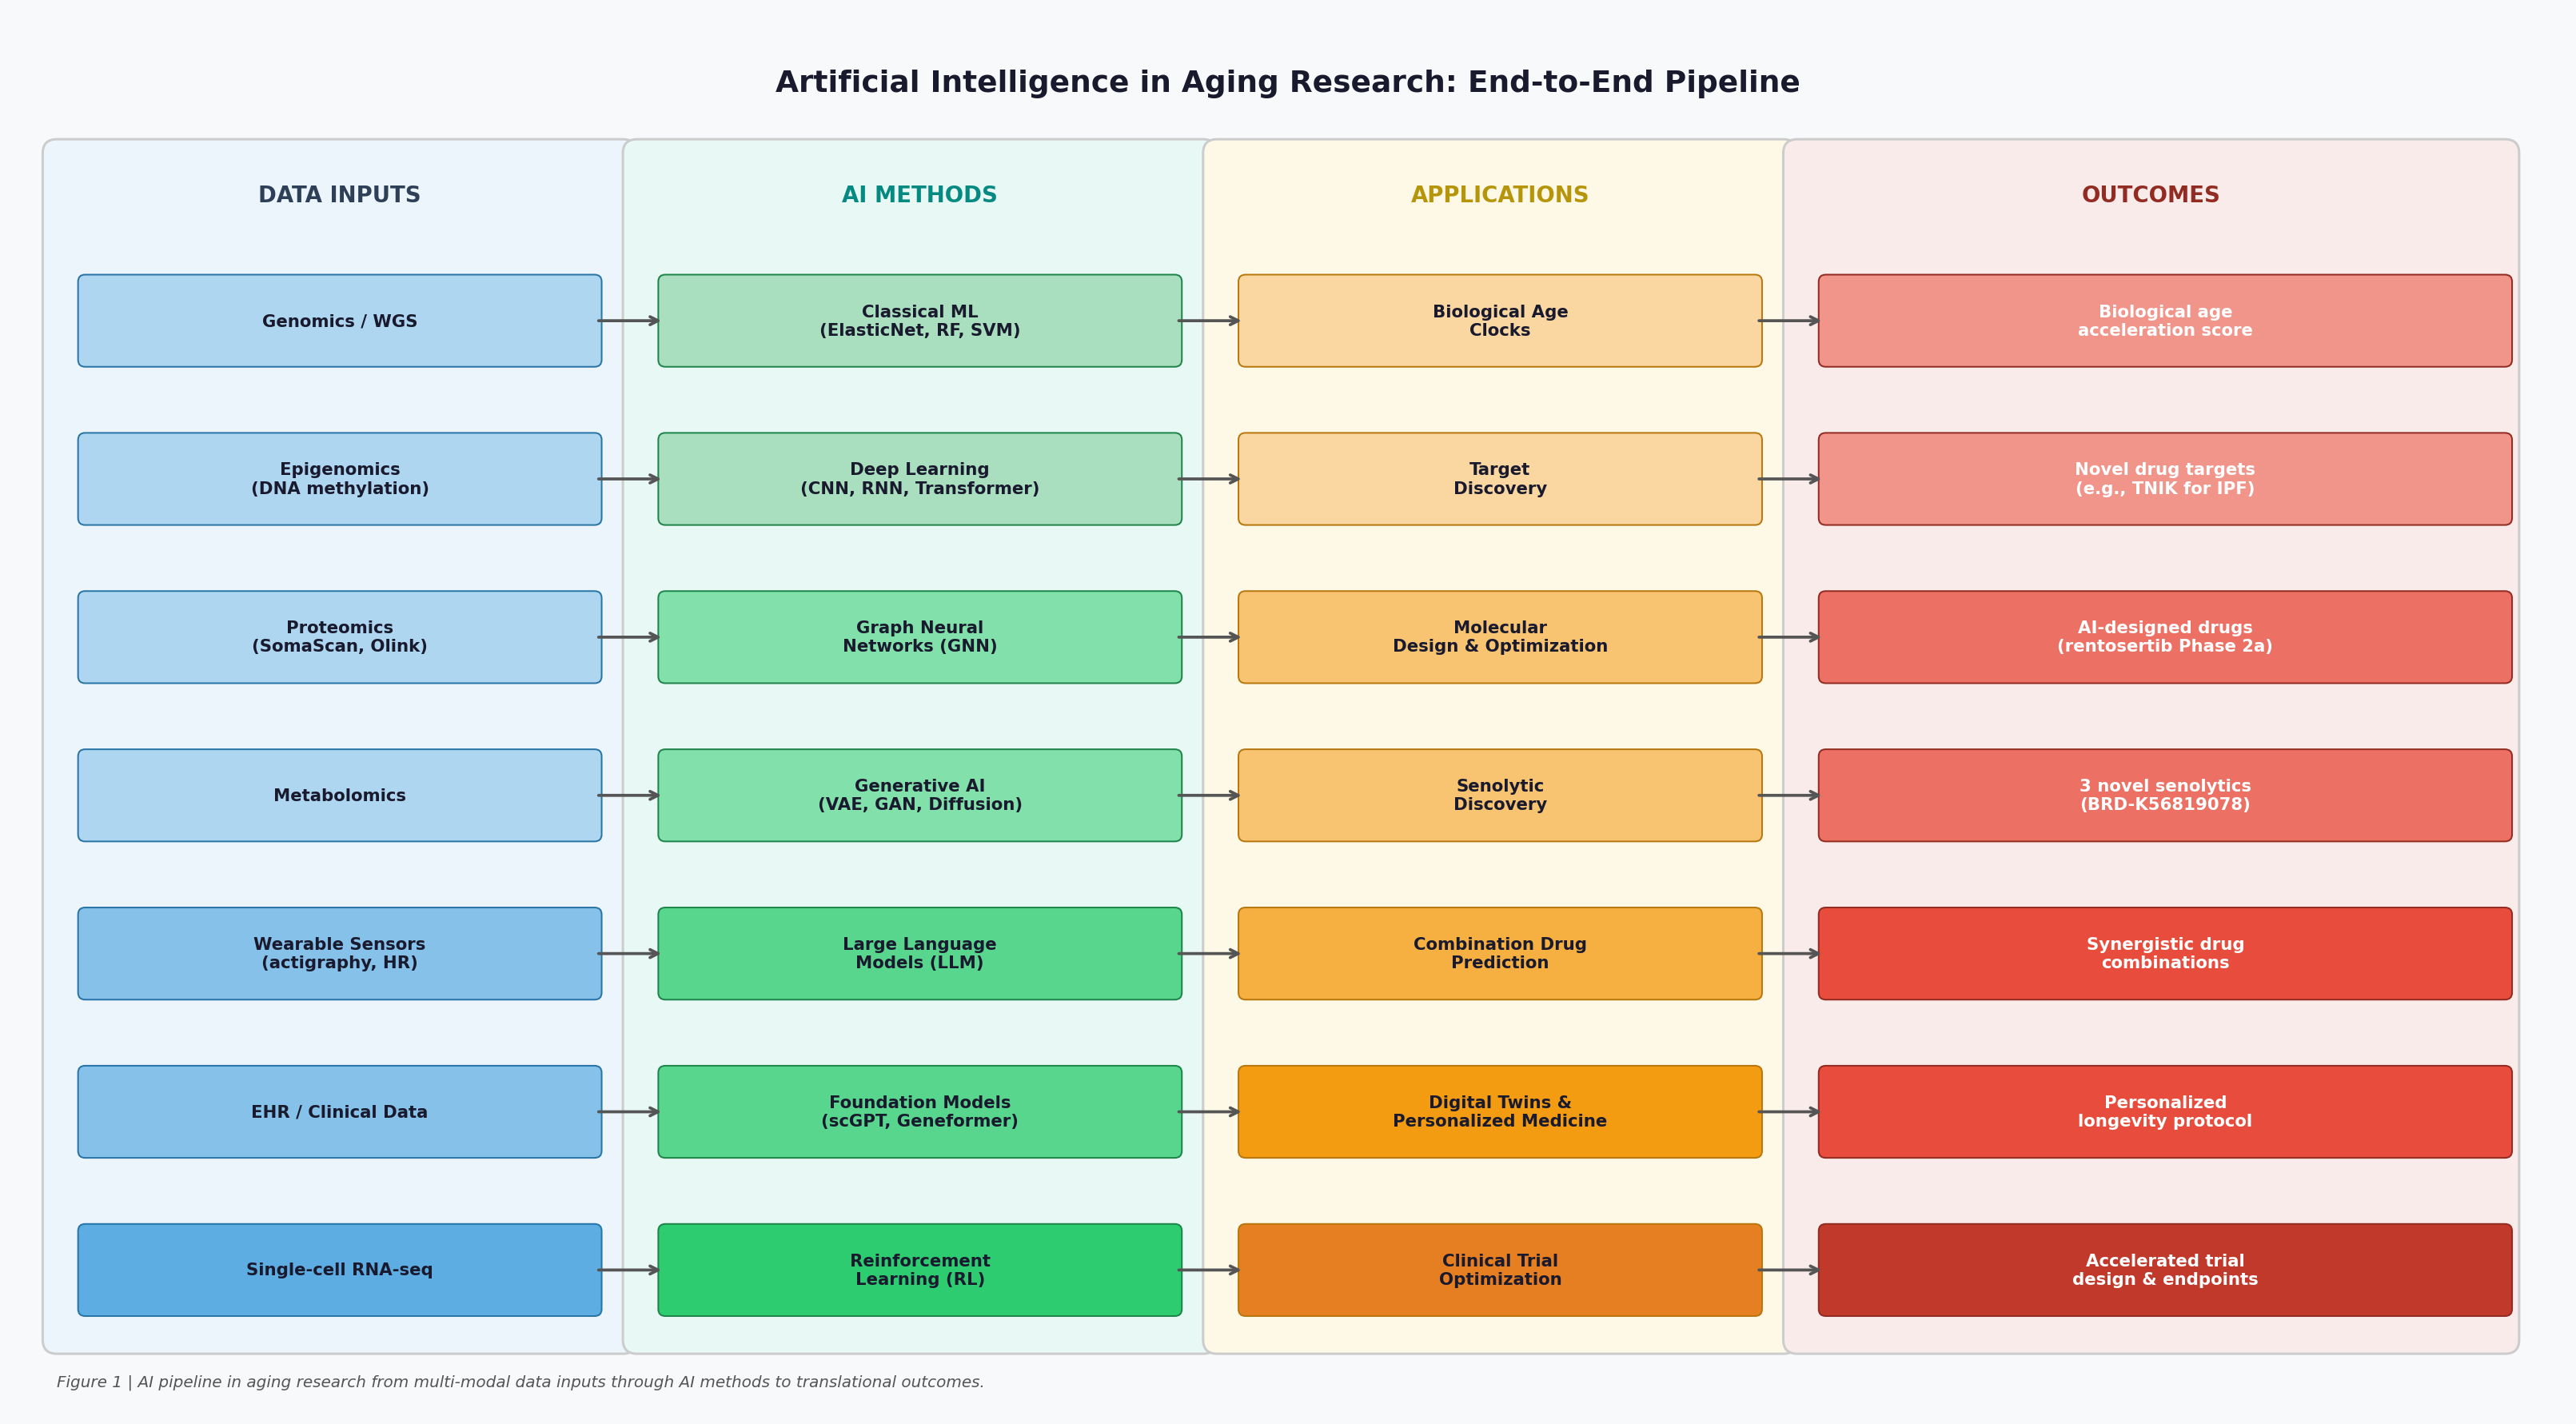 Artificial Intelligence in Aging Research: End-to-End Pipeline
DATA INPUTS
AI METHODS
APPLICATIONS
OUTCOMES
Genomics / WGS
Classical ML
(ElasticNet, RF, SVM)
Biological Age
Clocks
Biological age
acceleration score
Epigenomics
(DNA methylation)
Deep Learning
(CNN, RNN, Transformer)
Target
Discovery
Novel drug targets
(e.g., TNIK for IPF)
Proteomics
(SomaScan, Olink)
Graph Neural
Networks (GNN)
Molecular
Design & Optimization
AI-designed drugs
(rentosertib Phase 2a)
Metabolomics
Generative AI
(VAE, GAN, Diffusion)
Senolytic
Discovery
3 novel senolytics
(BRD-K56819078)
Wearable Sensors
(actigraphy, HR)
Large Language
Models (LLM)
Combination Drug
Prediction
Synergistic drug
combinations
EHR / Clinical Data
Foundation Models
(scGPT, Geneformer)
Digital Twins &
Personalized Medicine
Personalized
longevity protocol
Single-cell RNA-seq
Reinforcement
Learning (RL)
Clinical Trial
Optimization
Accelerated trial
design & endpoints
Figure 1 | AI pipeline in aging research from multi-modal data inputs through AI methods to translational outcomes.